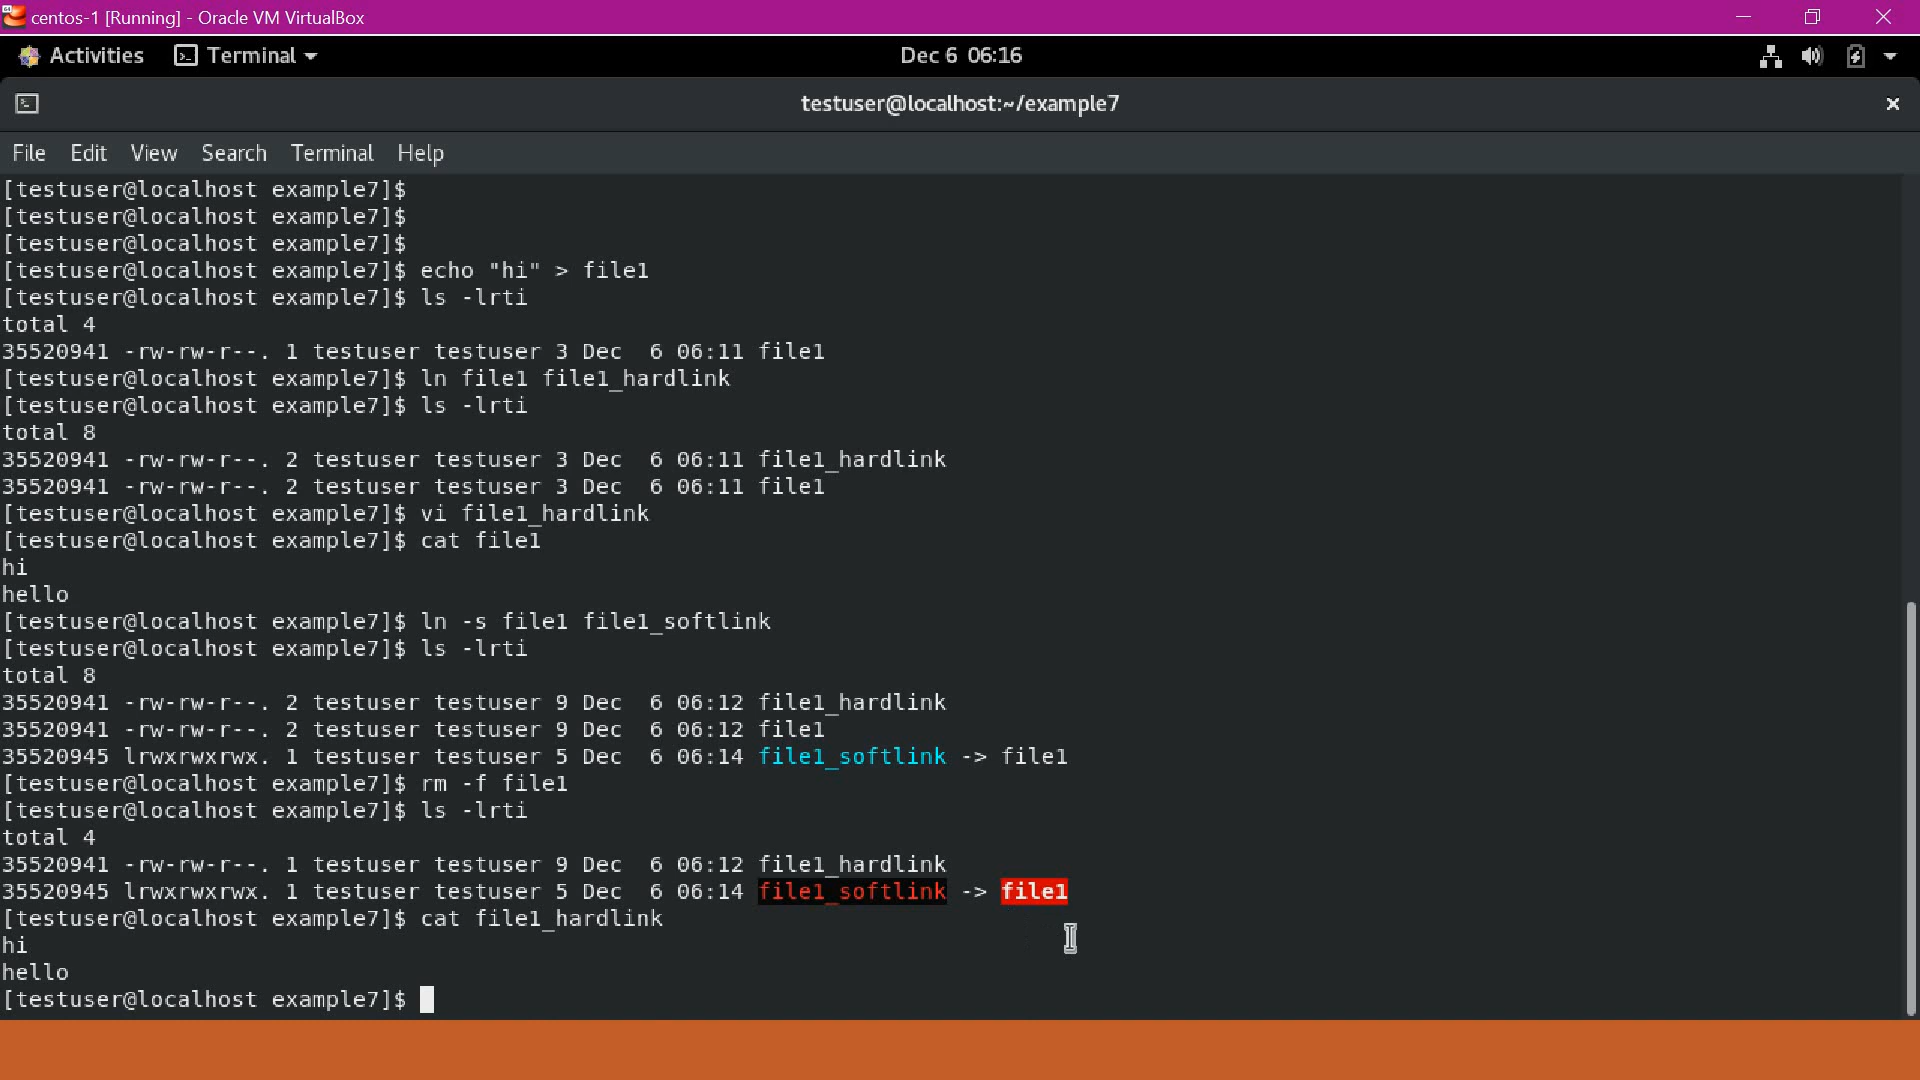 centos-1 [Running] - Oracle VM VirtualBox
Activities Terminal Dec 6 06:16
testuser@localhost:~/example7
File Edit View Search Terminal Help
[testuser@localhost example7]$
[testuser@localhost example7]$
[testuser@localhost example7]$
[testuser@localhost example7]$ echo "hi" > file1
[testuser@localhost example7]$ ls -lrti
total 4
35520941 -rw-rw-r--. 1 testuser testuser 3 Dec  6 06:11 file1
[testuser@localhost example7]$ ln file1 file1_hardlink
[testuser@localhost example7]$ ls -lrti
total 8
35520941 -rw-rw-r--. 2 testuser testuser 3 Dec  6 06:11 file1_hardlink
35520941 -rw-rw-r--. 2 testuser testuser 3 Dec  6 06:11 file1
[testuser@localhost example7]$ vi file1_hardlink
[testuser@localhost example7]$ cat file1
hi
hello
[testuser@localhost example7]$ ln -s file1 file1_softlink
[testuser@localhost example7]$ ls -lrti
total 8
35520941 -rw-rw-r--. 2 testuser testuser 9 Dec  6 06:12 file1_hardlink
35520941 -rw-rw-r--. 2 testuser testuser 9 Dec  6 06:12 file1
35520945 lrwxrwxrwx. 1 testuser testuser 5 Dec  6 06:14 file1_softlink -> file1
[testuser@localhost example7]$ rm -f file1
[testuser@localhost example7]$ ls -lrti
total 4
35520941 -rw-rw-r--. 1 testuser testuser 9 Dec  6 06:12 file1_hardlink
35520945 lrwxrwxrwx. 1 testuser testuser 5 Dec  6 06:14 file1_softlink -> file1
[testuser@localhost example7]$ cat file1_hardlink
hi
hello
[testuser@localhost example7]$